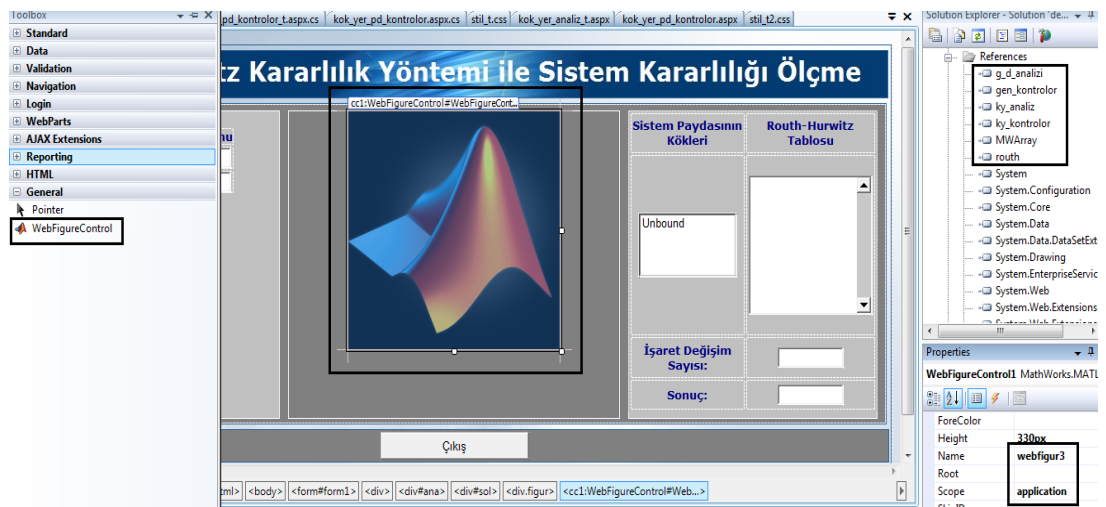 Toolbox
Standard
Data
Validation
Navigation
Login
WebParts
AJAX Extensions
Reporting
HTML
General
Pointer
WebFigureControl
pd_kontrolor_t.aspx.cs
kok_yer_pd_kontrolor.aspx.cs
stil_t.css
kok_yer_analiz_t.aspx
kok_yer_pd_kontrolor.aspx
stil_t2.css
tz Kararlılık Yöntemi ile Sistem Kararlılığı Ölçme
cc1:WebFigureControl#WebFigureCont...
nu
Sistem Paydasının
Kökleri
Routh-Hurwitz
Tablosu
Unbound
İşaret Değişim
Sayısı:
Sonuç:
Çıkış
tml> <body> <form#form1> <div> <div#ana> <div#sol> <div.figur> <cc1:WebFigureControl#Web...>
Solution Explorer - Solution 'de...
References
g_d_analizi
gen_kontrolor
ky_analiz
ky_kontrolor
MWArray
routh
System
System.Configuration
System.Core
System.Data
System.Data.DataSetExt
System.Drawing
System.EnterpriseServic
System.Web
System.Web.Extensions
Properties
WebFigureControl1 MathWorks.MATL
ForeColor
Height 330px
Name webfigur3
Root
Scope application